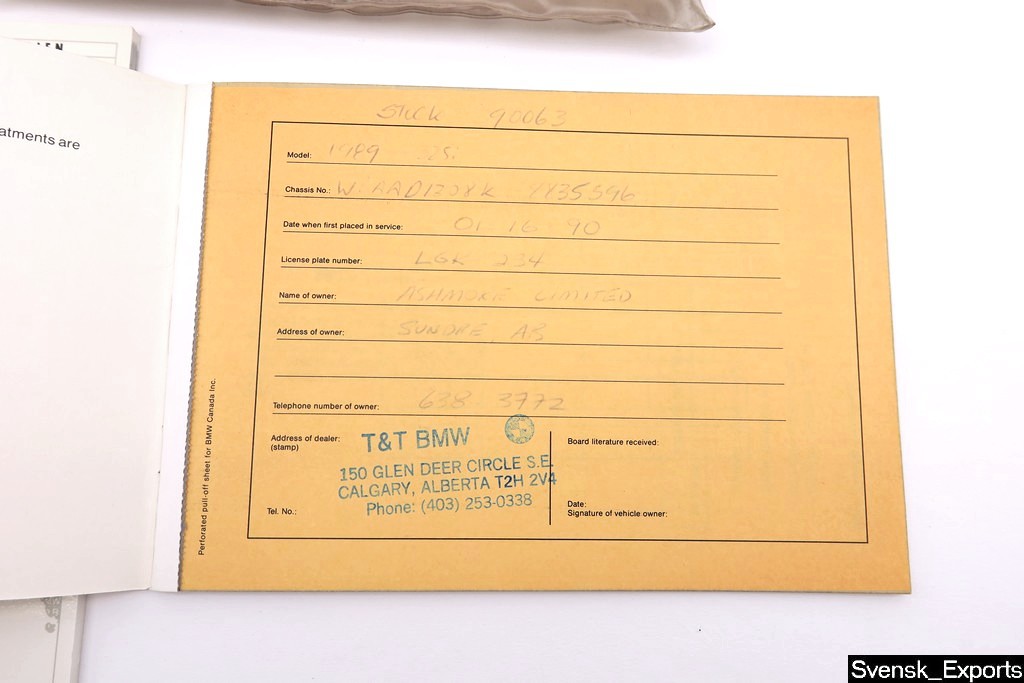 atments are
Stck 90063
Model: 1989 325i
Chassis No.:
Date when first placed in service: 01 16 90
License plate number: LGK 234
Name of owner: ASHMORE LIMITED
Address of owner: SUNDRE, AB
Telephone number of owner: 638 3772
Address of dealer:
(stamp)
T&T BMW
150 GLEN DEER CIRCLE S.E.
CALGARY, ALBERTA T2H 2V4
Phone: (403) 253-0338
Tel. No.:
Board literature received:
Date:
Signature of vehicle owner:
Perforated pull-off sheet for BMW Canada Inc.
Svensk_Exports